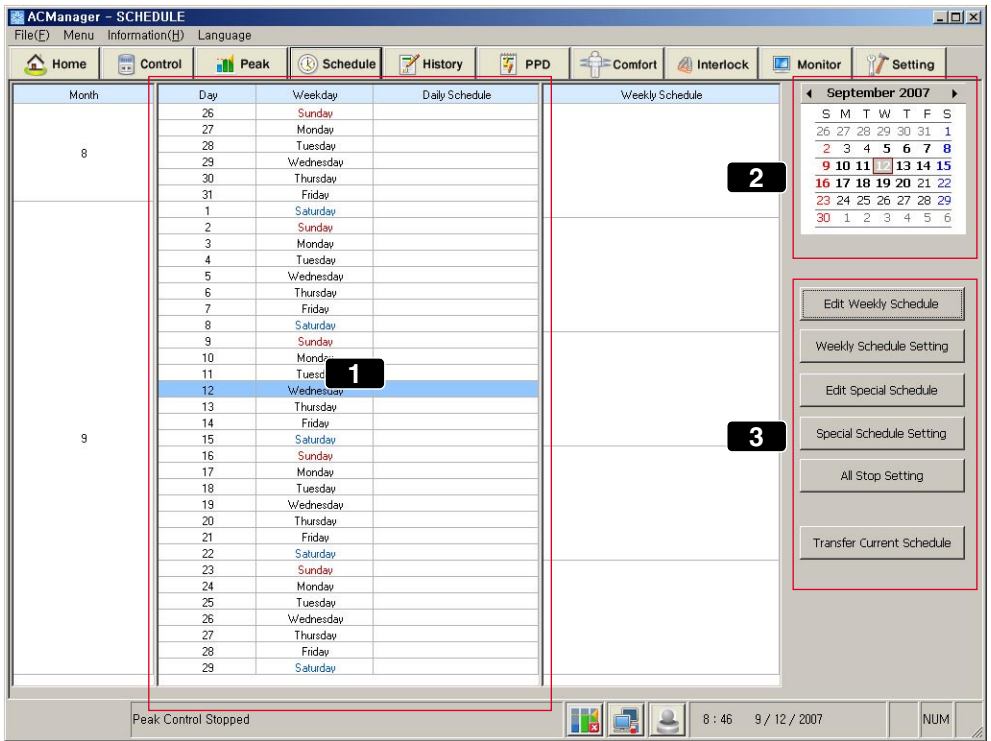 ACManager - SCHEDULE
File(F) Menu Information(H) Language
Home Control Peak Schedule History PPD Comfort Interlock Monitor Setting
Month Day Weekday Daily Schedule Weekly Schedule
8
26 Sunday
27 Monday
28 Tuesday
29 Wednesday
30 Thursday
31 Friday
9
1 Saturday
2 Sunday
3 Monday
4 Tuesday
5 Wednesday
6 Thursday
7 Friday
8 Saturday
9 Sunday
10 Monday
11 Tuesd
12 Wednesday
13 Thursday
14 Friday
15 Saturday
16 Sunday
17 Monday
18 Tuesday
19 Wednesday
20 Thursday
21 Friday
22 Saturday
23 Sunday
24 Monday
25 Tuesday
26 Wednesday
27 Thursday
28 Friday
29 Saturday
1
September 2007
S M T W T F S
26 27 28 29 30 31 1
2 3 4 5 6 7 8
9 10 11 12 13 14 15
16 17 18 19 20 21 22
23 24 25 26 27 28 29
30 1 2 3 4 5 6
2
Edit Weekly Schedule
Weekly Schedule Setting
Edit Special Schedule
Special Schedule Setting
All Stop Setting
Transfer Current Schedule
3
Peak Control Stopped 8 : 46 9 / 12 / 2007 NUM